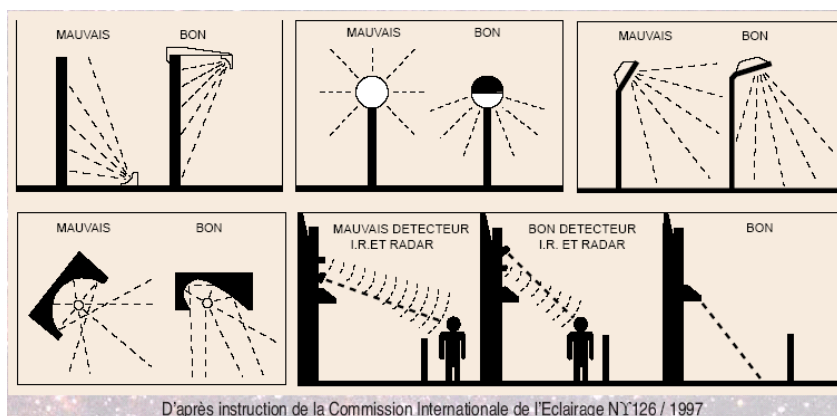 MAUVAIS
BON
MAUVAIS
BON
MAUVAIS
BON
MAUVAIS
BON
MAUVAIS DETECTEUR
I.R.ET RADAR
BON DETECTEUR
I.R. ET RADAR
BON
D'après instruction de la Commission Internationale de l'Eclairage Nϒ126 / 1997